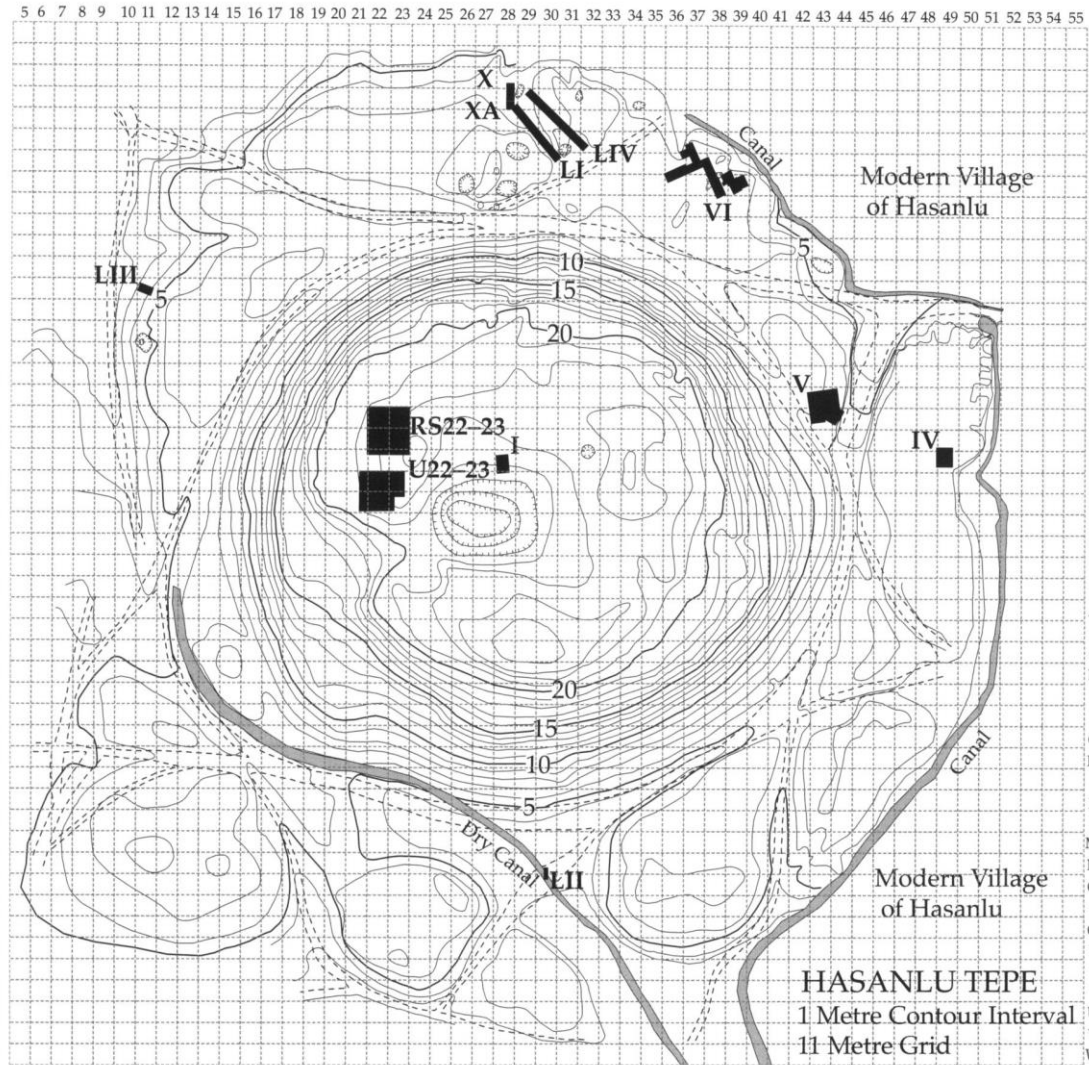 5 6 7 8 9 10 11 12 13 14 15 16 17 18 19 20 21 22 23 24 25 26 27 28 30 31 32 33 34 35 36 37 38 39 40 41 42 43 44 45 46 47 48 49 50 51 52 53 54 55
X
XA
LIV
LI
Canal
VI
Modern Village
of Hasanlu
5
10
LIII
5
15
20
V
RS22–23
I
IV
U22–23
20
15
10
Canal
5
Dry Canal
LII
Modern Village
of Hasanlu
HASANLU TEPE
1 Metre Contour Interval
11 Metre Grid